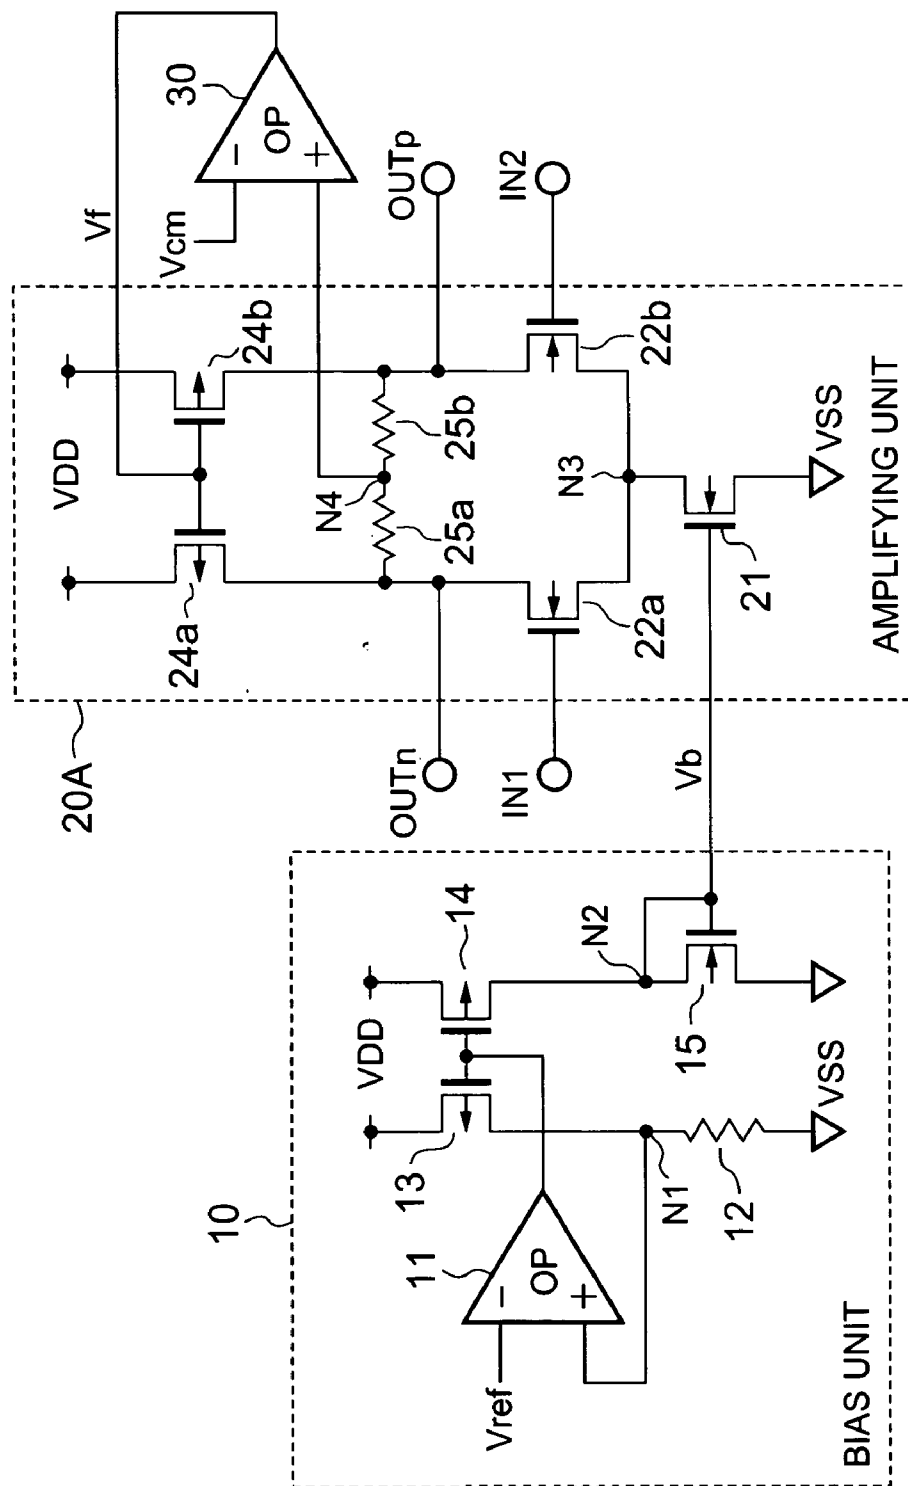 10
BIAS UNIT
Vref
11
OP
−
+
13
VDD
14
N1
12
VSS
N2
15
Vb
20A
AMPLIFYING UNIT
VDD
24a
24b
Vf
30
OP
−
+
Vcm
N4
25a
25b
OUTn
OUTp
IN1
IN2
22a
22b
N3
21
VSS